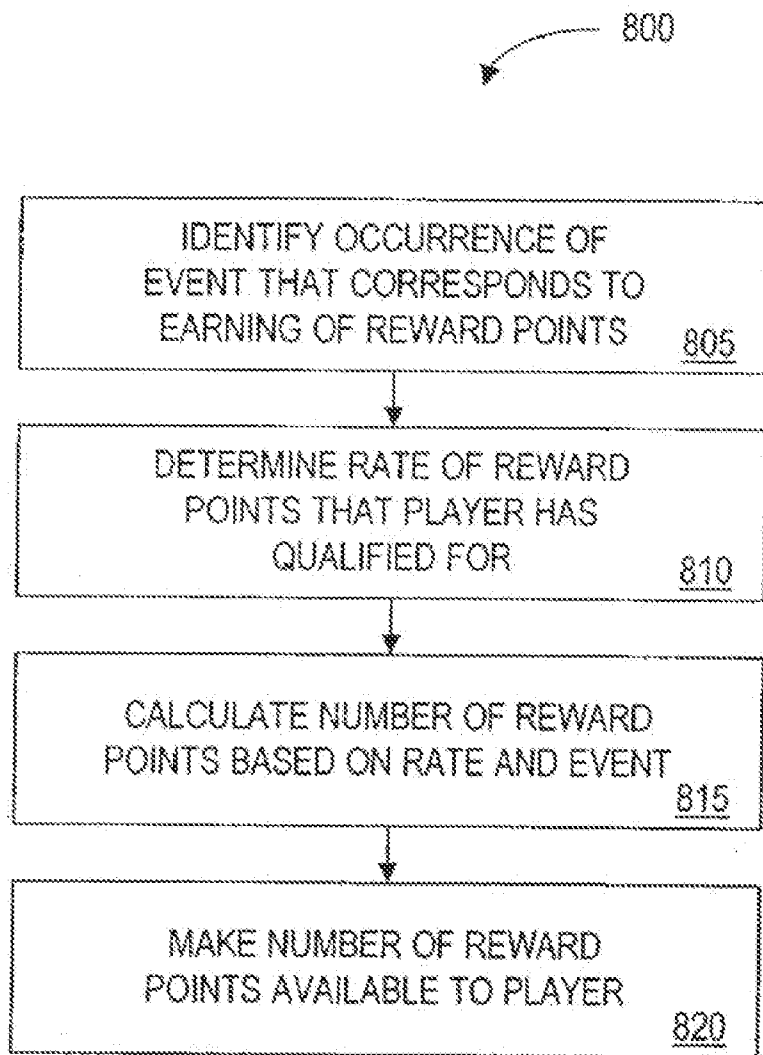 800
IDENTIFY OCCURRENCE OF
EVENT THAT CORRESPONDS TO
EARNING OF REWARD POINTS
805
DETERMINE RATE OF REWARD
POINTS THAT PLAYER HAS
QUALIFIED FOR
810
CALCULATE NUMBER OF REWARD
POINTS BASED ON RATE AND EVENT
815
MAKE NUMBER OF REWARD
POINTS AVAILABLE TO PLAYER
820